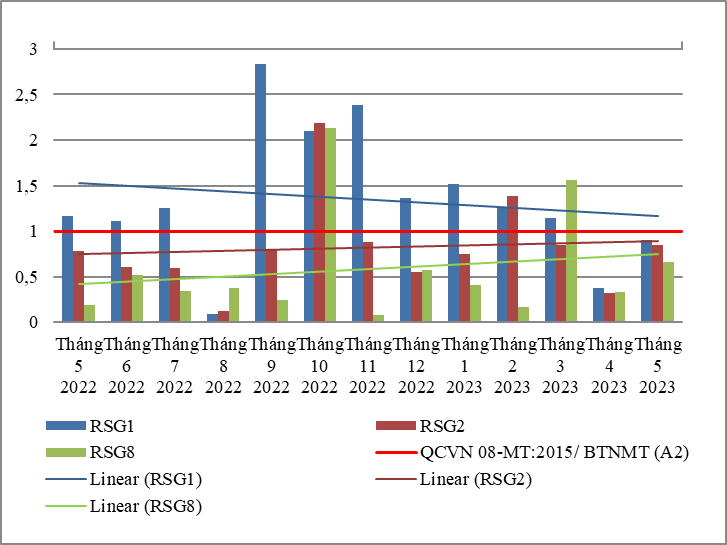 3
2,5
2
1,5
1
0,5
0
Tháng Tháng Tháng Tháng Tháng Tháng Tháng Tháng Tháng Tháng Tháng Tháng Tháng
5 6 7 8 9 10 11 12 1 2 3 4 5
2022 2022 2022 2022 2022 2022 2022 2022 2023 2023 2023 2023 2023
RSG1 RSG2
RSG8 QCVN 08-MT:2015/ BTNMT (A2)
Linear (RSG1) Linear (RSG2)
Linear (RSG8)